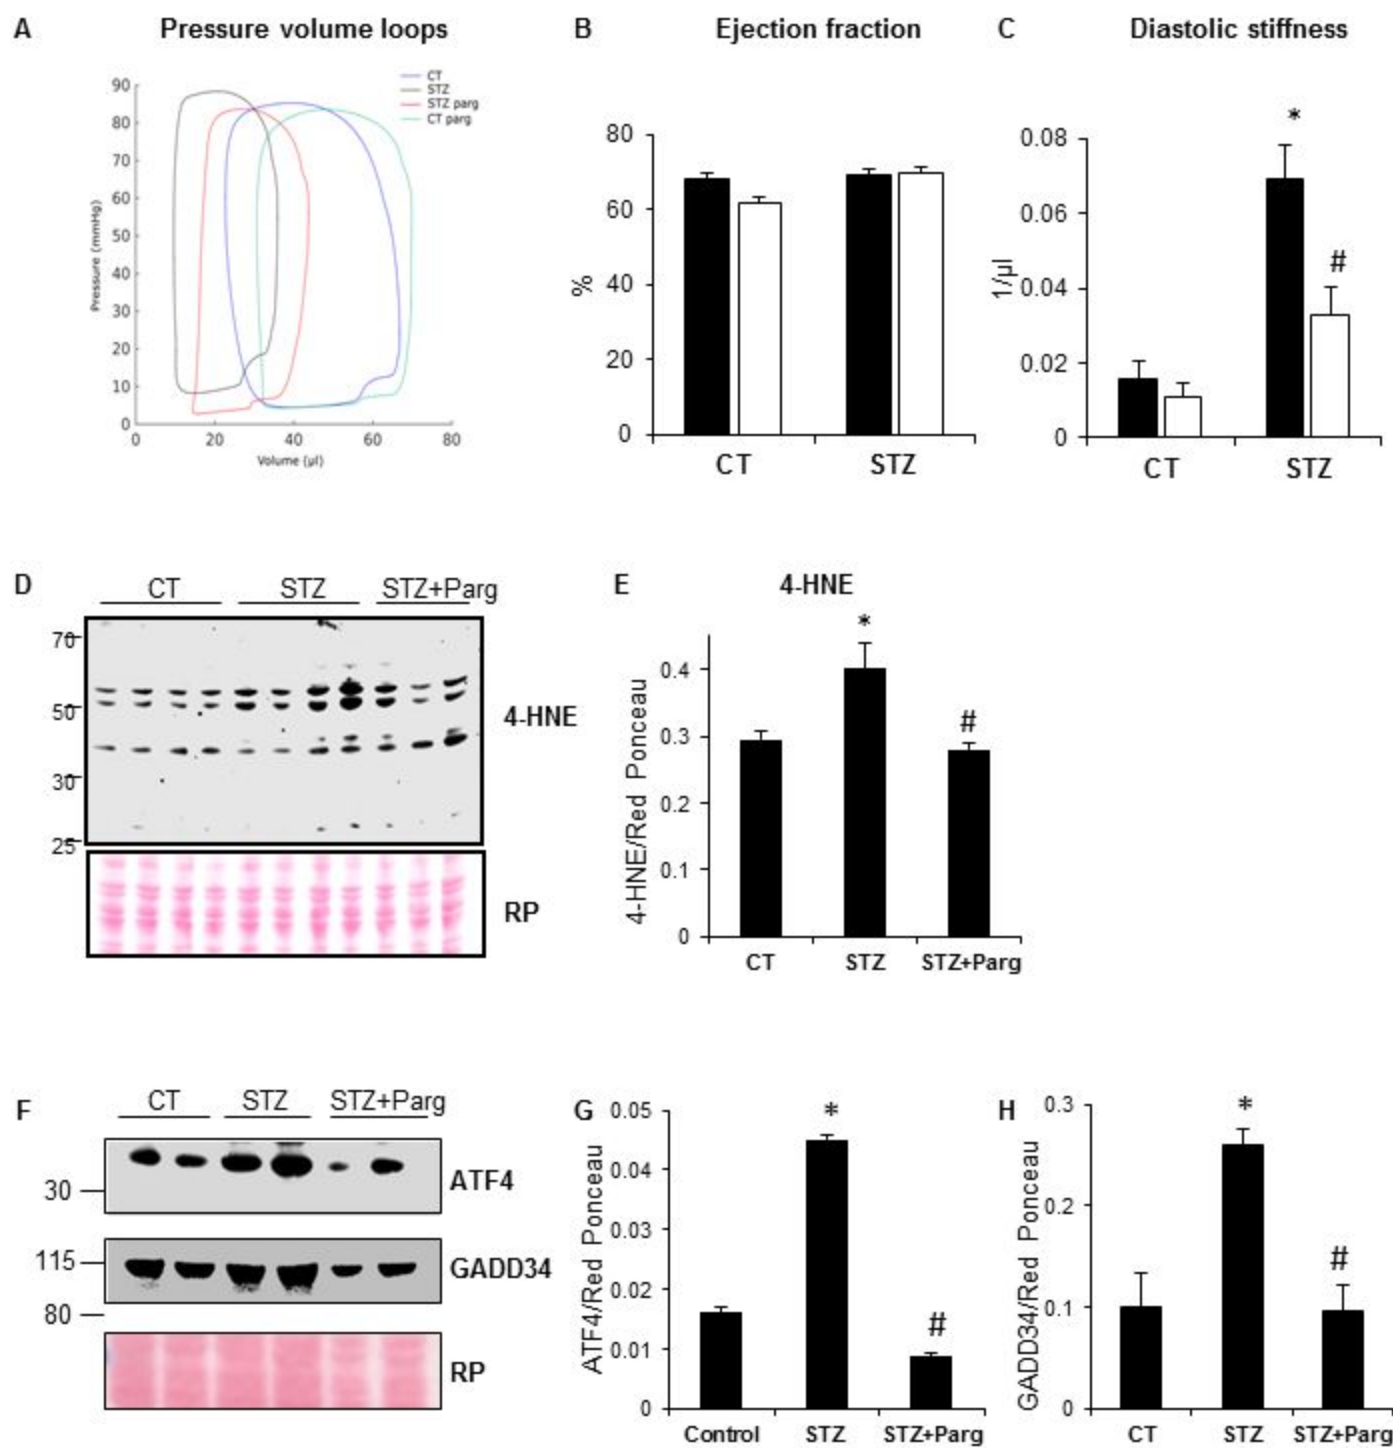 A Pressure volume loops
CT
STZ
STZ parg
CT parg
90
80
70
60
50
40
30
20
10
0
Pressure (mmHg)
0 20 40 60 80
Volume (µl)
B Ejection fraction
80
60
40
20
0
%
CT STZ
C Diastolic stiffness
0.08
0.06
0.04
0.02
0
1/µl
*
#
CT STZ
D
CT STZ STZ+Parg
70
50
30
25
4-HNE
RP
E 4-HNE
0.4
0.3
0.2
0.1
0
4-HNE/Red Ponceau
*
#
CT STZ STZ+Parg
F
CT STZ STZ+Parg
30
ATF4
115
GADD34
80
RP
G
0.05
0.04
0.03
0.02
0.01
0
ATF4/Red Ponceau
*
#
Control STZ STZ+Parg
H
0.3
0.2
0.1
0
GADD34/Red Ponceau
*
#
CT STZ STZ+Parg